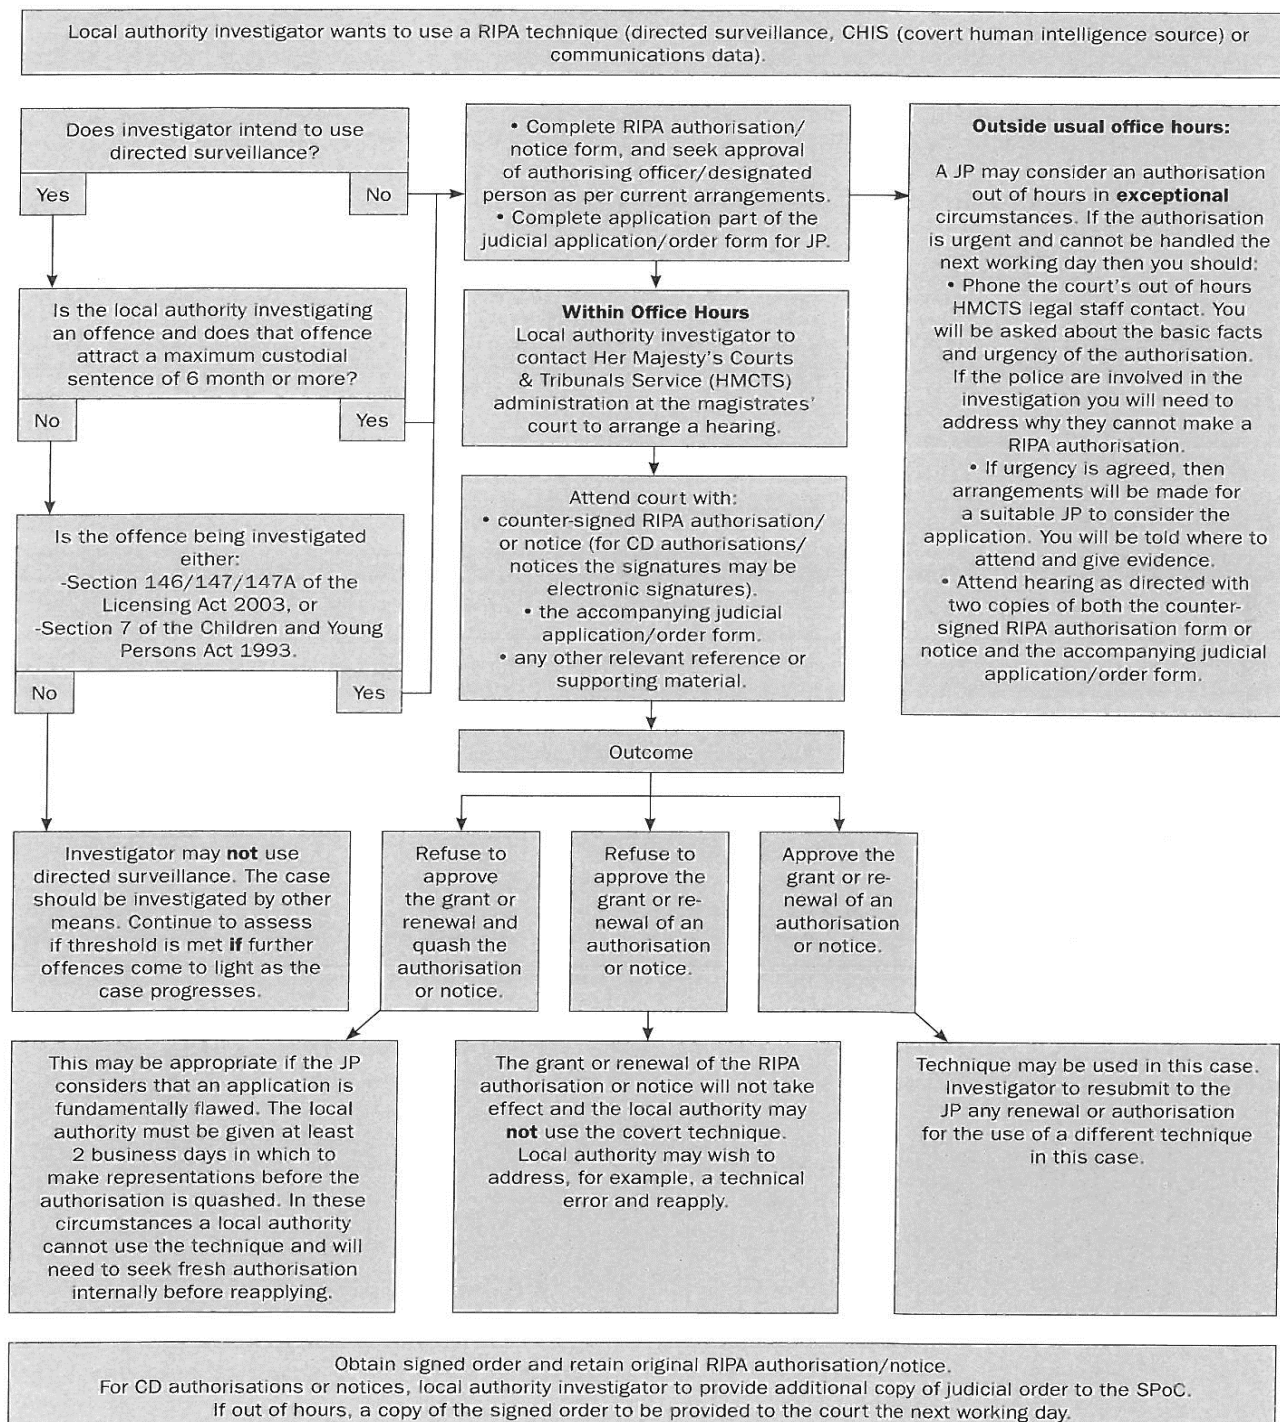 Local authority investigator wants to use a RIPA technique (directed surveillance, CHIS (covert human intelligence source) or
communications data).
Does investigator intend to use
directed surveillance?
Yes
No
Is the local authority investigating
an offence and does that offence
attract a maximum custodial
sentence of 6 month or more?
No
Yes
Is the offence being investigated
either:
-Section 146/147/147A of the
Licensing Act 2003, or
-Section 7 of the Children and Young
Persons Act 1993.
No
Yes
Investigator may not use
directed surveillance. The case
should be investigated by other
means. Continue to assess
if threshold is met if further
offences come to light as the
case progresses.
• Complete RIPA authorisation/
notice form, and seek approval
of authorising officer/designated
person as per current arrangements.
• Complete application part of the
judicial application/order form for JP.
Within Office Hours
Local authority investigator to
contact Her Majesty's Courts
& Tribunals Service (HMCTS)
administration at the magistrates'
court to arrange a hearing.
Attend court with:
• counter-signed RIPA authorisation/
or notice (for CD authorisations/
notices the signatures may be
electronic signatures).
• the accompanying judicial
application/order form.
• any other relevant reference or
supporting material.
Outside usual office hours:
A JP may consider an authorisation
out of hours in exceptional
circumstances. If the authorisation
is urgent and cannot be handled the
next working day then you should:
• Phone the court's out of hours
HMCTS legal staff contact. You
will be asked about the basic facts
and urgency of the authorisation.
If the police are involved in the
investigation you will need to
address why they cannot make a
RIPA authorisation.
• If urgency is agreed, then
arrangements will be made for
a suitable JP to consider the
application. You will be told where to
attend and give evidence.
• Attend hearing as directed with
two copies of both the counter-
signed RIPA authorisation form or
notice and the accompanying judicial
application/order form.
Outcome
Refuse to
approve
the grant or
renewal and
quash the
authorisation
or notice.
Refuse to
approve the
grant or re-
newal of an
authorisation
or notice.
Approve the
grant or re-
newal of an
authorisation
or notice.
This may be appropriate if the JP
considers that an application is
fundamentally flawed. The local
authority must be given at least
2 business days in which to
make representations before the
authorisation is quashed. In these
circumstances a local authority
cannot use the technique and will
need to seek fresh authorisation
internally before reapplying.
The grant or renewal of the RIPA
authorisation or notice will not take
effect and the local authority may
not use the covert technique.
Local authority may wish to
address, for example, a technical
error and reapply.
Technique may be used in this case.
Investigator to resubmit to the
JP any renewal or authorisation
for the use of a different technique
in this case.
Obtain signed order and retain original RIPA authorisation/notice.
For CD authorisations or notices, local authority investigator to provide additional copy of judicial order to the SPoC.
If out of hours, a copy of the signed order to be provided to the court the next working day.